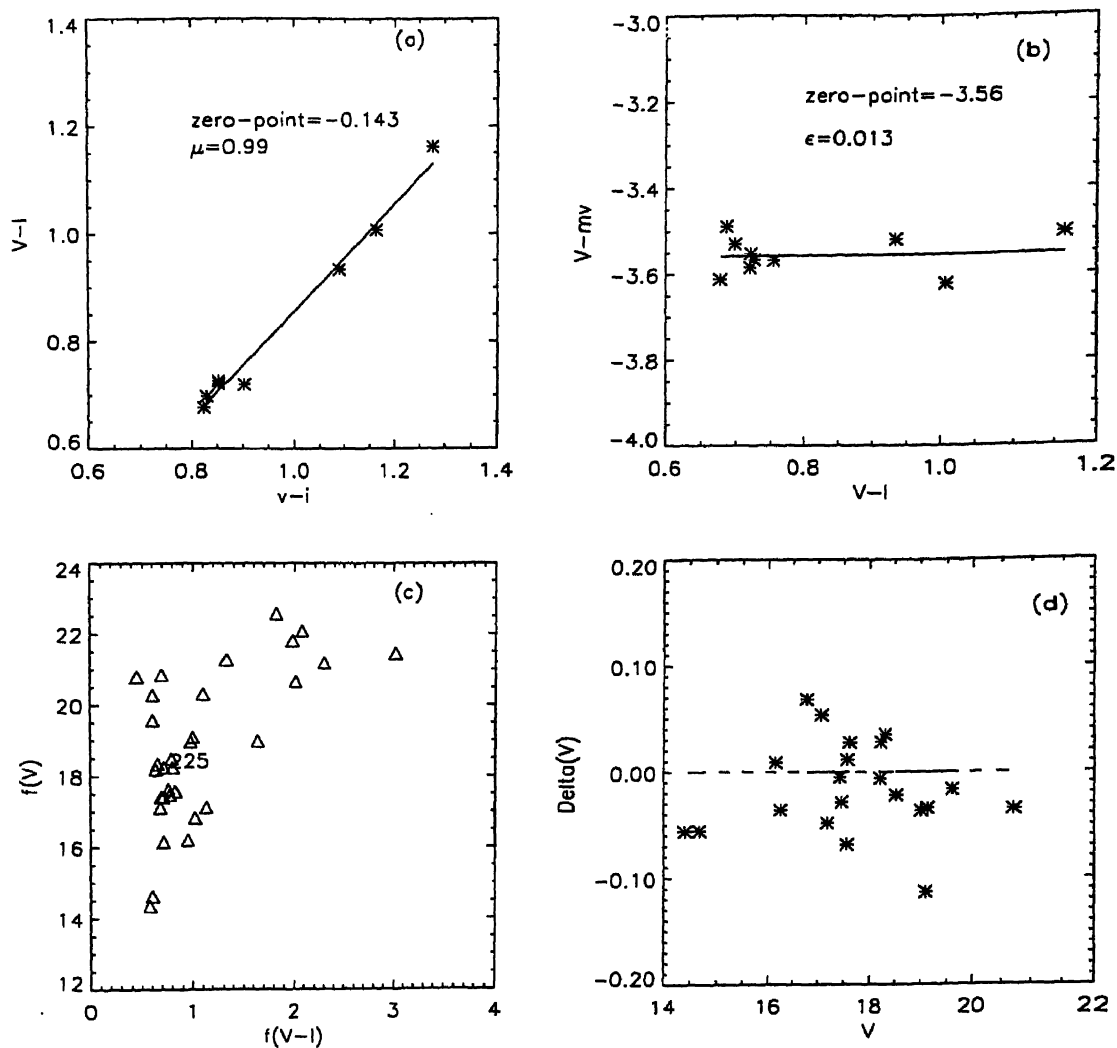 (a)
zero-point=-0.143
μ=0.99
V-I
1.4
1.2
1.0
0.8
0.6
0.6
0.8
1.0
1.2
1.4
v-i
(b)
zero-point=-3.56
ϵ=0.013
V-mv
-3.0
-3.2
-3.4
-3.6
-3.8
-4.0
0.6
0.8
1.0
1.2
V-I
(c)
225
f(V)
24
22
20
18
16
14
12
0
1
2
3
4
f(V-I)
(d)
Delta(V)
0.20
0.10
0.00
-0.10
-0.20
14
16
18
20
22
V